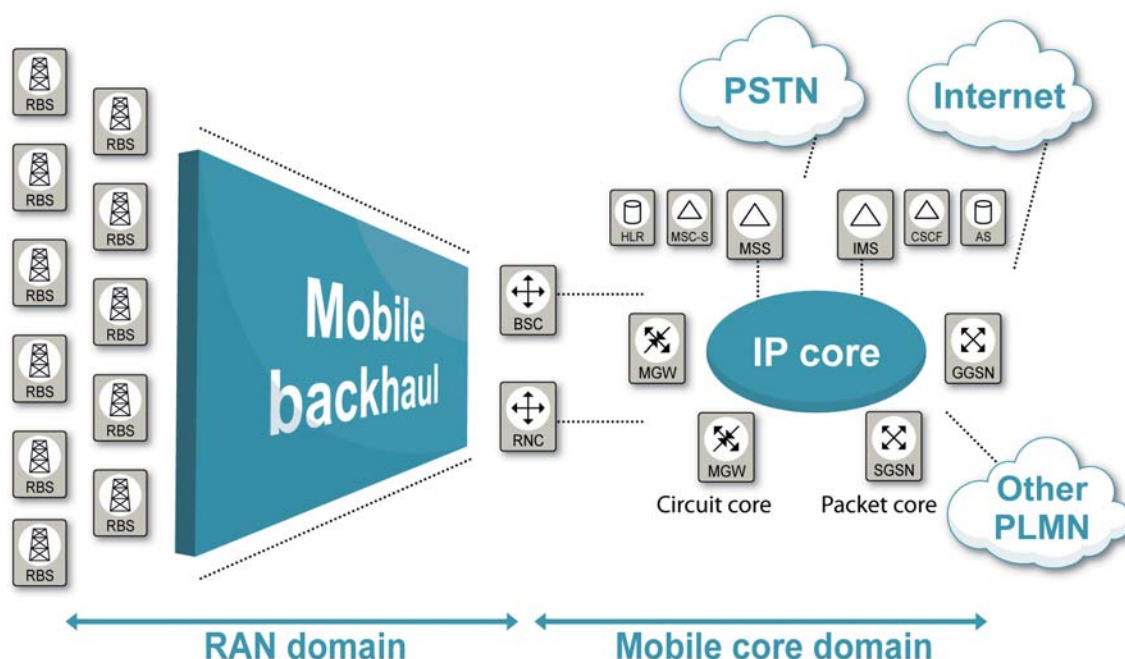 RBS
RBS
RBS
RBS
RBS
RBS
RBS
RBS
RBS
RBS
RBS
Mobile
backhaul
BSC
RNC
PSTN
Internet
HLR
MSC-S
MSS
IMS
CSCF
AS
MGW
IP core
GGSN
MGW
SGSN
Circuit core
Packet core
Other
PLMN
RAN domain
Mobile core domain